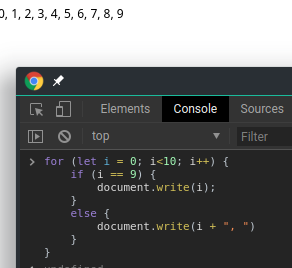 0, 1, 2, 3, 4, 5, 6, 7, 8, 9
Elements Console Sources
top Filter
> for (let i = 0; i<10; i++) {
if (i == 9) {
document.write(i);
}
else {
document.write(i + ", ")
}
}
undefined